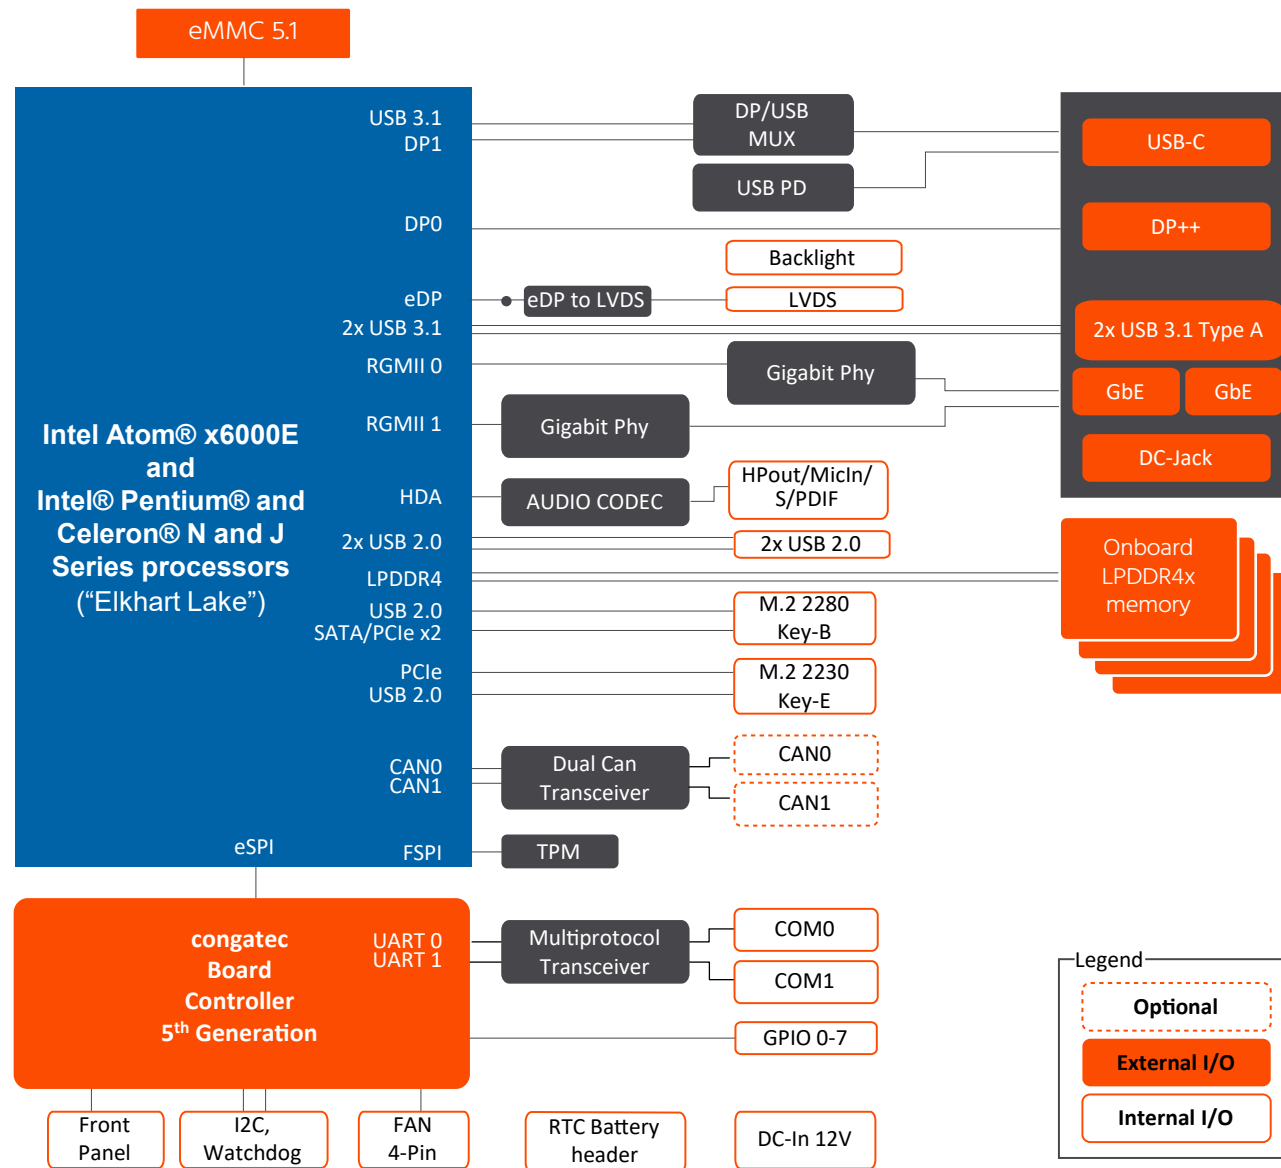 eMMC 5.1
USB 3.1
DP1
DP/USB
MUX
USB-C
USB PD
DP0
DP++
Backlight
eDP
eDP to LVDS
LVDS
2x USB 3.1
2x USB 3.1 Type A
RGMII 0
Gigabit Phy
GbE
GbE
RGMII 1
Gigabit Phy
DC-Jack
Intel Atom® x6000E
and
Intel® Pentium® and
Celeron® N and J
Series processors
(“Elkhart Lake”)
HDA
AUDIO CODEC
HPout/MicIn/
S/PDIF
2x USB 2.0
2x USB 2.0
LPDDR4
Onboard
LPDDR4x
memory
USB 2.0
SATA/PCIe x2
M.2 2280
Key-B
PCIe
USB 2.0
M.2 2230
Key-E
CAN0
CAN1
Dual Can
Transceiver
CAN0
CAN1
eSPI
FSPI
TPM
congatec
Board
Controller
5th Generation
UART 0
UART 1
Multiprotocol
Transceiver
COM0
COM1
GPIO 0-7
Legend
Optional
External I/O
Internal I/O
Front
Panel
I2C,
Watchdog
FAN
4-Pin
RTC Battery
header
DC-In 12V